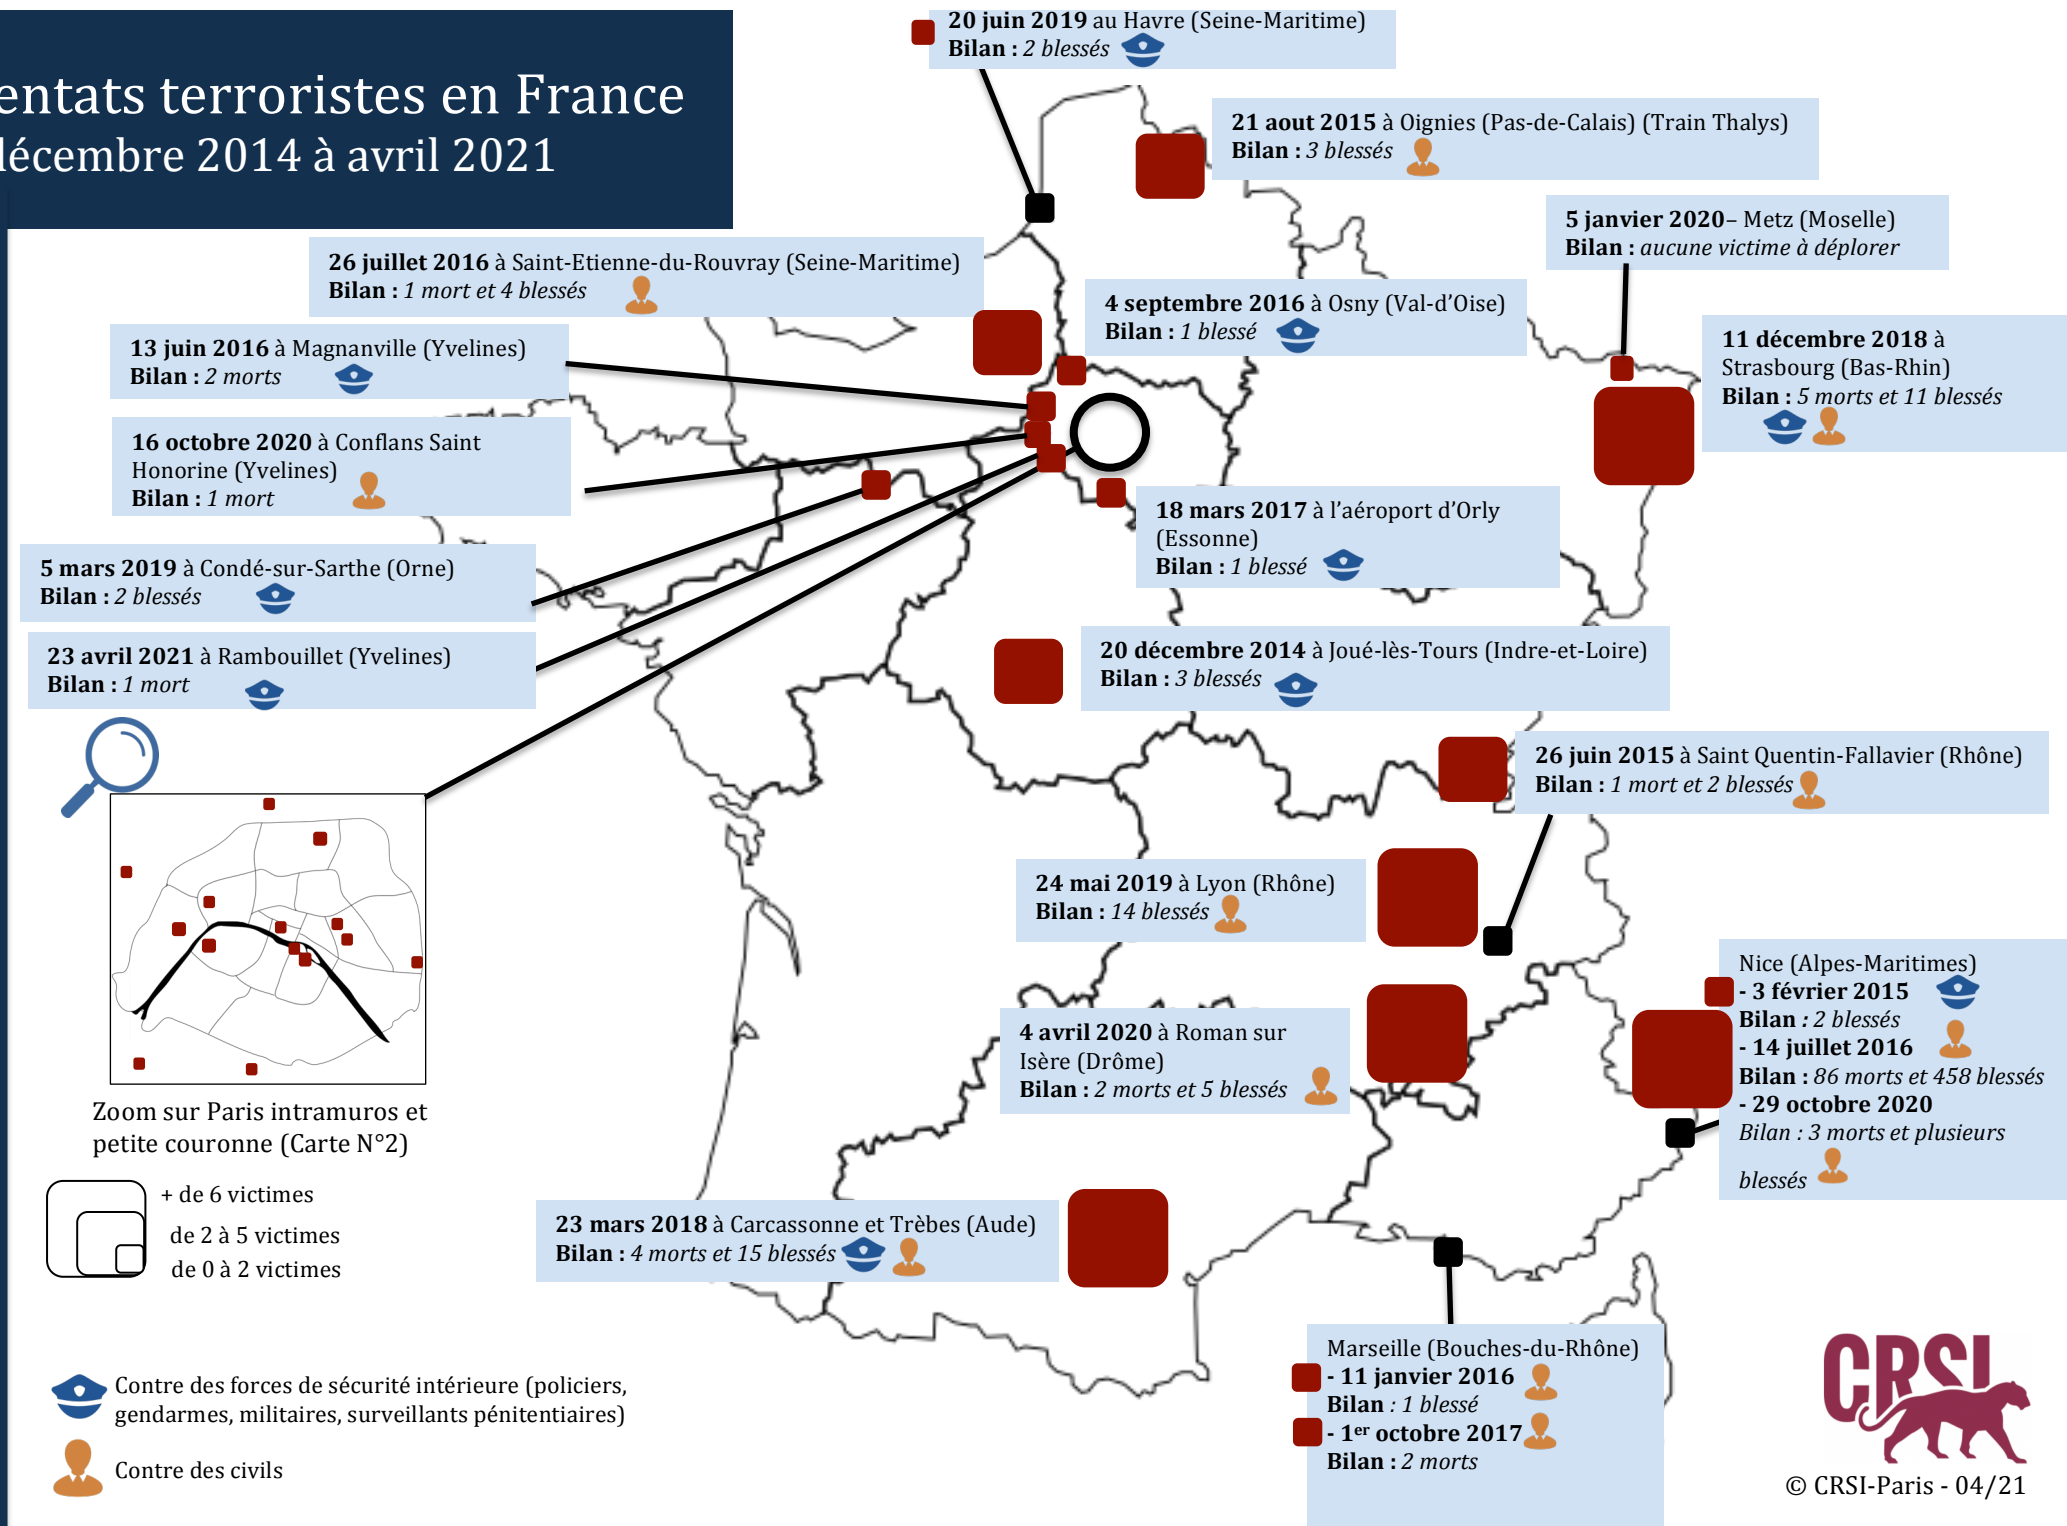 entats terroristes en France
décembre 2014 à avril 2021
20 juin 2019 au Havre (Seine-Maritime)
Bilan : 2 blessés
21 aout 2015 à Oignies (Pas-de-Calais) (Train Thalys)
Bilan : 3 blessés
5 janvier 2020– Metz (Moselle)
Bilan : aucune victime à déplorer
26 juillet 2016 à Saint-Etienne-du-Rouvray (Seine-Maritime)
Bilan : 1 mort et 4 blessés
4 septembre 2016 à Osny (Val-d’Oise)
Bilan : 1 blessé
11 décembre 2018 à
Strasbourg (Bas-Rhin)
Bilan : 5 morts et 11 blessés
13 juin 2016 à Magnanville (Yvelines)
Bilan : 2 morts
16 octobre 2020 à Conflans Saint
Honorine (Yvelines)
Bilan : 1 mort
18 mars 2017 à l’aéroport d’Orly
(Essonne)
Bilan : 1 blessé
5 mars 2019 à Condé-sur-Sarthe (Orne)
Bilan : 2 blessés
23 avril 2021 à Rambouillet (Yvelines)
Bilan : 1 mort
20 décembre 2014 à Joué-lès-Tours (Indre-et-Loire)
Bilan : 3 blessés
26 juin 2015 à Saint Quentin-Fallavier (Rhône)
Bilan : 1 mort et 2 blessés
24 mai 2019 à Lyon (Rhône)
Bilan : 14 blessés
Nice (Alpes-Maritimes)
- 3 février 2015
Bilan : 2 blessés
- 14 juillet 2016
Bilan : 86 morts et 458 blessés
- 29 octobre 2020
Bilan : 3 morts et plusieurs
blessés
4 avril 2020 à Roman sur
Isère (Drôme)
Bilan : 2 morts et 5 blessés
Zoom sur Paris intramuros et
petite couronne (Carte N°2)
+ de 6 victimes
de 2 à 5 victimes
de 0 à 2 victimes
23 mars 2018 à Carcassonne et Trèbes (Aude)
Bilan : 4 morts et 15 blessés
Marseille (Bouches-du-Rhône)
- 11 janvier 2016
Bilan : 1 blessé
- 1er octobre 2017
Bilan : 2 morts
Contre des forces de sécurité intérieure (policiers,
gendarmes, militaires, surveillants pénitentiaires)
Contre des civils
CRSI
© CRSI-Paris - 04/21